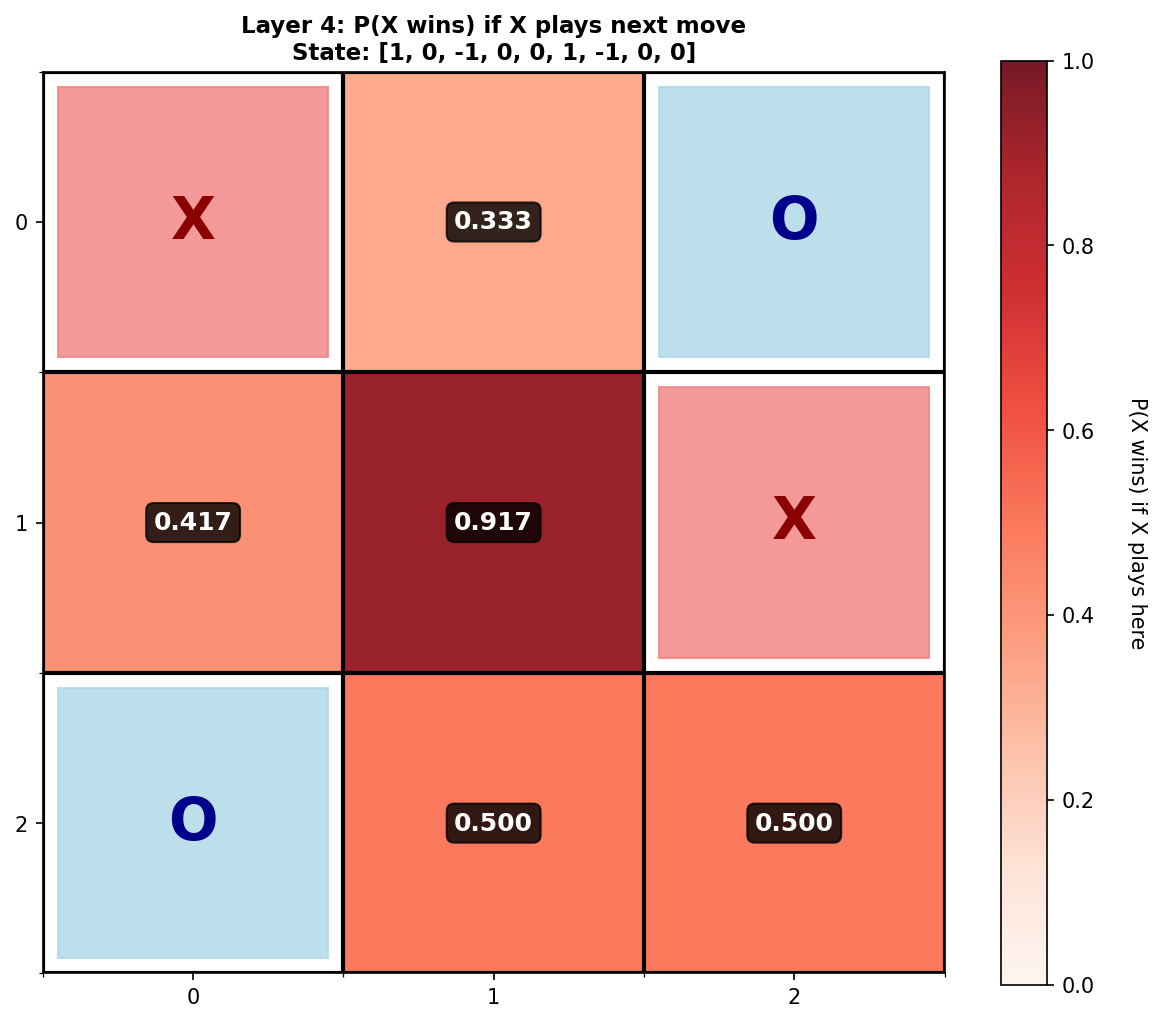 Layer 4: P(X wins) if X plays next move
State: [1, 0, -1, 0, 0, 1, -1, 0, 0]
0
X
0.333
O
1
0.417
0.917
X
2
O
0.500
0.500
0
1
2
1.0
0.8
0.6
0.4
0.2
0.0
P(X wins) if X plays here